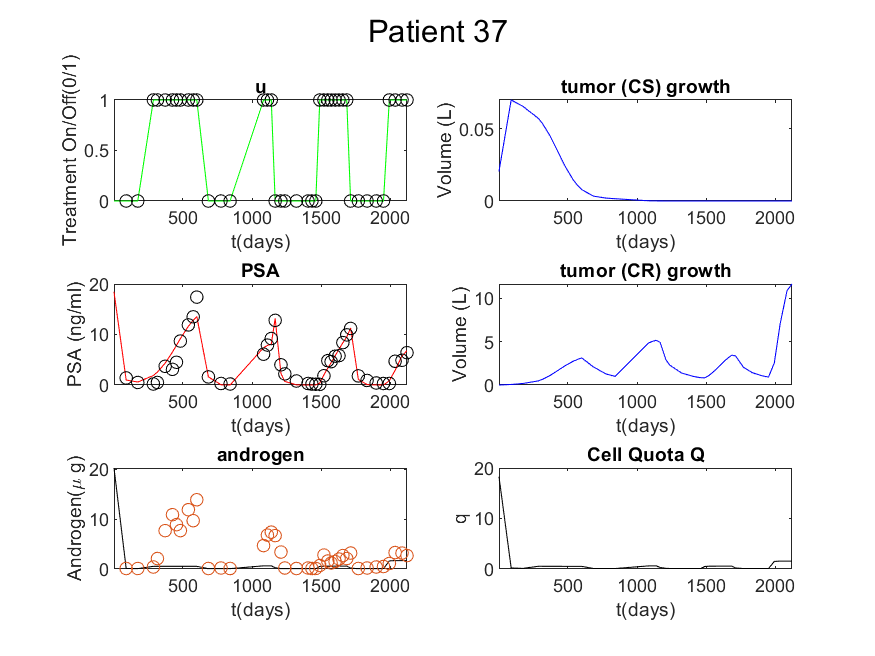 Patient 37
u
Treatment On/Off(0/1)
1
0.5
0
500
1000
1500
2000
t(days)
tumor (CS) growth
Volume (L)
0.05
0
500
1000
1500
2000
t(days)
PSA
PSA (ng/ml)
20
10
0
500
1000
1500
2000
t(days)
tumor (CR) growth
Volume (L)
10
5
0
500
1000
1500
2000
t(days)
androgen
Androgen(μ g)
20
10
0
500
1000
1500
2000
t(days)
Cell Quota Q
q
20
10
0
500
1000
1500
2000
t(days)